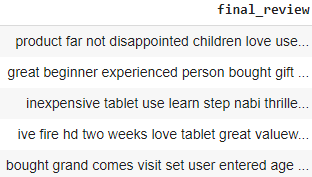 final_review
product far not disappointed children love use...
great beginner experienced person bought gift ...
inexpensive tablet use learn step nabi thrille...
ive fire hd two weeks love tablet great valuew...
bought grand comes visit set user entered age ...